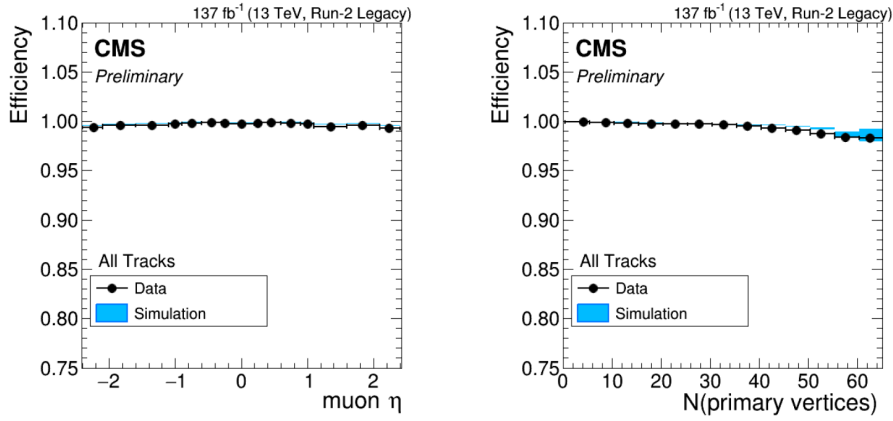 137 fb-1 (13 TeV, Run-2 Legacy)
CMS
Preliminary
Efficiency
1.10
1.05
1.00
0.95
0.90
0.85
0.80
0.75
All Tracks
Data
Simulation
−2 −1 0 1 2
muon η
137 fb-1 (13 TeV, Run-2 Legacy)
CMS
Preliminary
Efficiency
1.10
1.05
1.00
0.95
0.90
0.85
0.80
0.75
All Tracks
Data
Simulation
0 10 20 30 40 50 60
N(primary vertices)